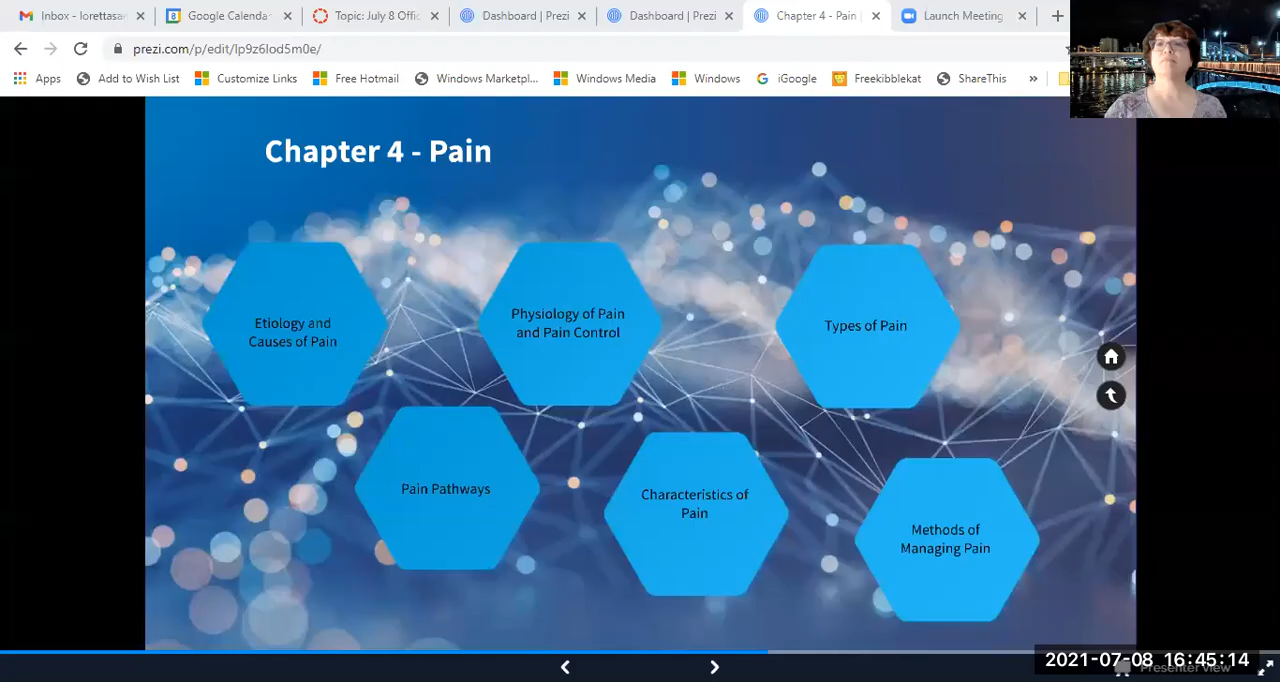 Inbox - lorettasan
Google Calenda
Topic: July 8 Offic
Dashboard | Prezi
Dashboard | Prezi
Chapter 4 - Pain
Launch Meeting
prezi.com/p/edit/lp9z6lod5m0e/
Apps
Add to Wish List
Customize Links
Free Hotmail
Windows Marketpl...
Windows Media
Windows
iGoogle
Freekibblekat
ShareThis
Chapter 4 - Pain
Etiology and
Causes of Pain
Physiology of Pain
and Pain Control
Types of Pain
Pain Pathways
Characteristics of
Pain
Methods of
Managing Pain
2021-07-08 16:45:14
Presenter view